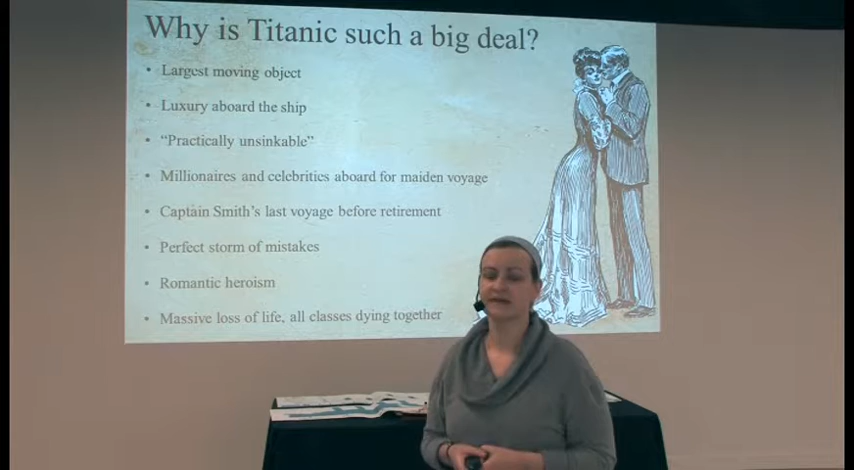 Why is Titanic such a big deal?
• Largest moving object
• Luxury aboard the ship
• "Practically unsinkable"
• Millionaires and celebrities aboard for maiden voyage
• Captain Smith's last voyage before retirement
• Perfect storm of mistakes
• Romantic heroism
• Massive loss of life, all classes dying together